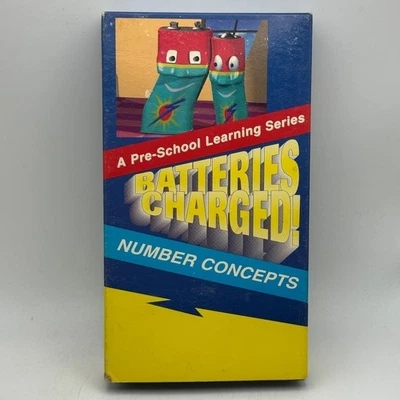 A Pre-School Learning Series
BATTERIES
CHARGED!
NUMBER CONCEPTS